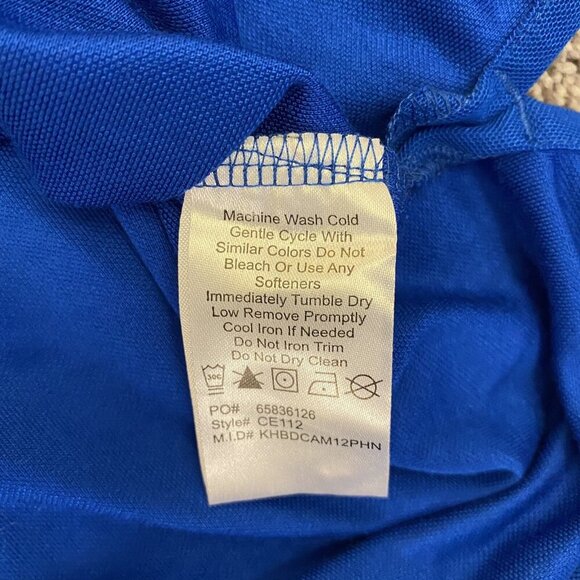 Machine Wash Cold
Gentle Cycle With
Similar Colors Do Not
Bleach Or Use Any
Softeners
Immediately Tumble Dry
Low Remove Promptly
Cool Iron If Needed
Do Not Iron Trim
Do Not Dry Clean
30C
PO# 65836126
Style# CE112
M.I.D# KHBDCAM12PHN